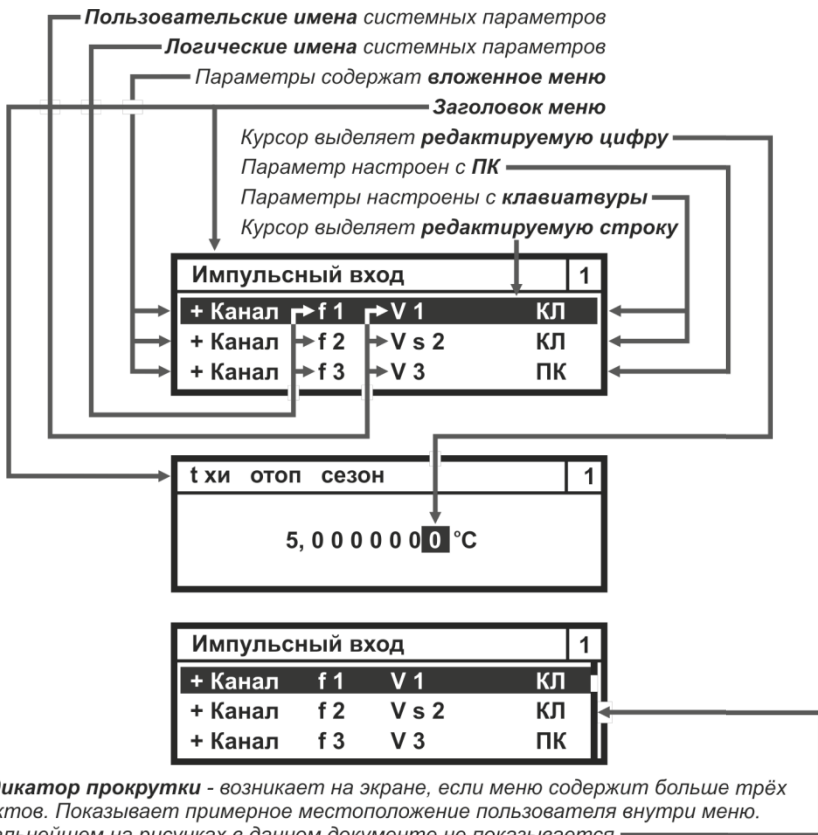 Пользовательские имена системных параметров
Логические имена системных параметров
Параметры содержат вложенное меню
Заголовок меню
Курсор выделяет редактируемую цифру
Параметр настроен с ПК
Параметры настроены с клавиатвуры
Курсор выделяет редактируемую строку
Импульсный вход 1
+ Канал f 1 V 1 КЛ
+ Канал f 2 V s 2 КЛ
+ Канал f 3 V 3 ПК
t хи отоп сезон 1
5, 0 0 0 0 0 0 0 °C
Импульсный вход 1
+ Канал f 1 V 1 КЛ
+ Канал f 2 V s 2 КЛ
+ Канал f 3 V 3 ПК
прокрутки - возникает на экране, если меню содержит больше трёх
Показывает примерное местоположение пользователя внутри меню.
на рисунках в данном документе не показывается